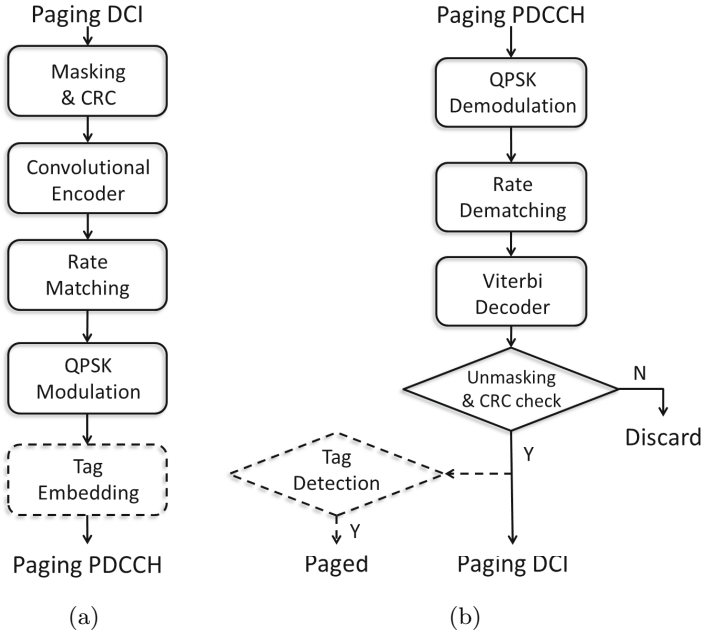 Paging DCI
Masking
& CRC
Convolutional
Encoder
Rate
Matching
QPSK
Modulation
Tag
Embedding
Paging PDCCH
(a)
Paging PDCCH
QPSK
Demodulation
Rate
Dematching
Viterbi
Decoder
Unmasking
& CRC check
N
Discard
Y
Tag
Detection
Y
Paged
Paging DCI
(b)